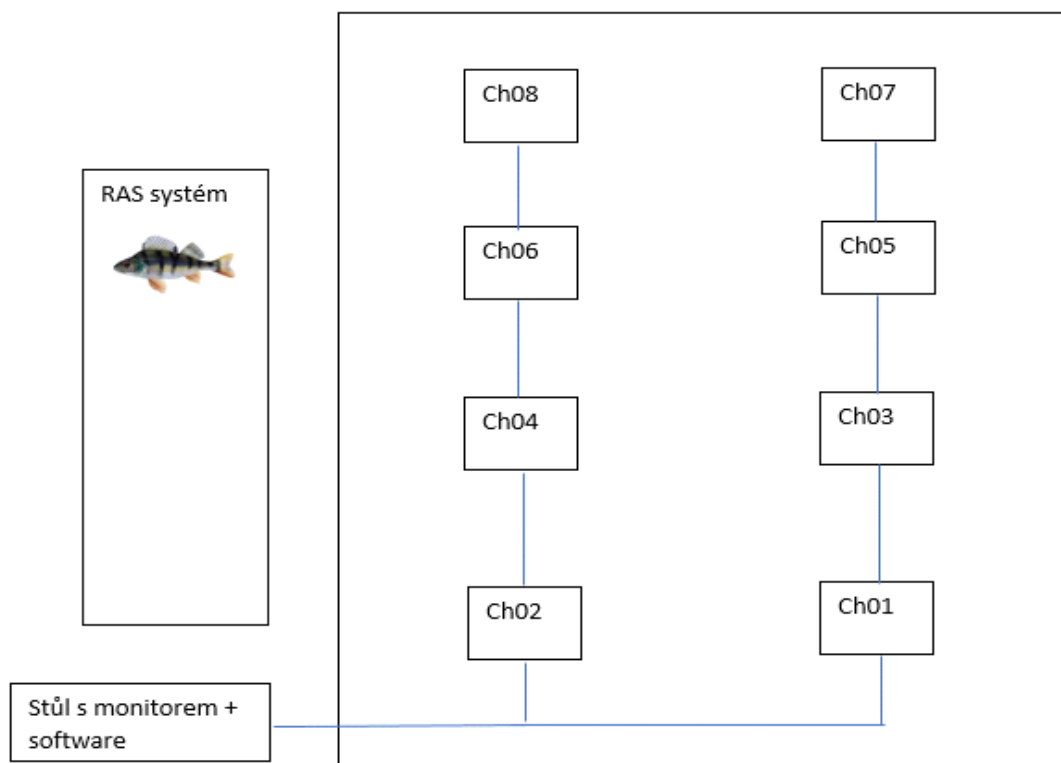 Ch08
Ch07
RAS systém
Ch06
Ch05
Ch04
Ch03
Ch02
Ch01
Stůl s monitorem +
software